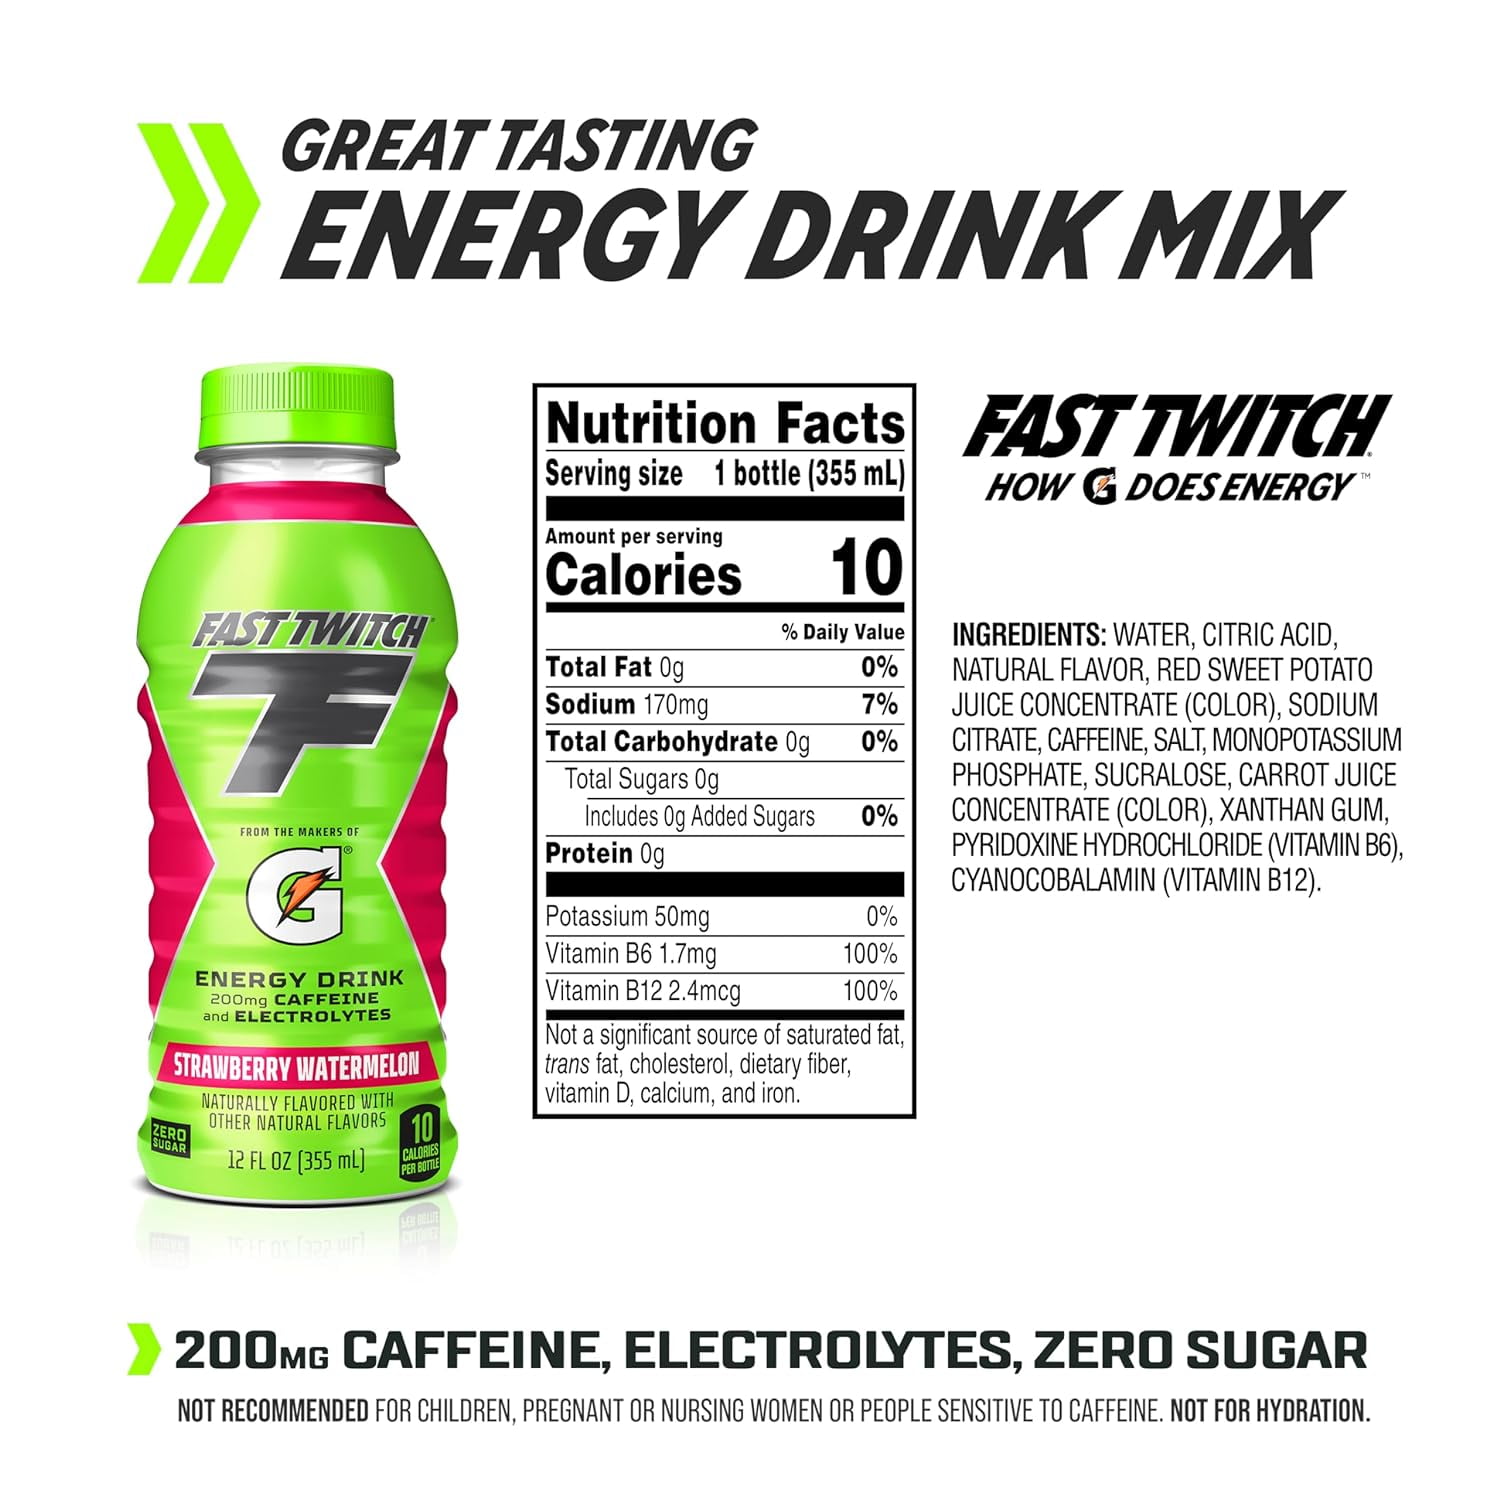 GREAT TASTING
ENERGY DRINK MIX
FAST TWITCH
FROM THE MAKERS OF
G®
ENERGY DRINK
200mg CAFFEINE
and ELECTROLYTES
STRAWBERRY WATERMELON
NATURALLY FLAVORED WITH
OTHER NATURAL FLAVORS
ZERO
SUGAR
12 FL OZ (355 mL)
10
CALORIES
PER BOTTLE
Nutrition Facts
Serving size 1 bottle (355 mL)
Amount per serving
Calories 10
% Daily Value
Total Fat 0g 0%
Sodium 170mg 7%
Total Carbohydrate 0g 0%
Total Sugars 0g
Includes 0g Added Sugars 0%
Protein 0g
Potassium 50mg 0%
Vitamin B6 1.7mg 100%
Vitamin B12 2.4mcg 100%
Not a significant source of saturated fat,
trans fat, cholesterol, dietary fiber,
vitamin D, calcium, and iron.
FAST TWITCH®
HOW G DOES ENERGY™
INGREDIENTS: WATER, CITRIC ACID,
NATURAL FLAVOR, RED SWEET POTATO
JUICE CONCENTRATE (COLOR), SODIUM
CITRATE, CAFFEINE, SALT, MONOPOTASSIUM
PHOSPHATE, SUCRALOSE, CARROT JUICE
CONCENTRATE (COLOR), XANTHAN GUM,
PYRIDOXINE HYDROCHLORIDE (VITAMIN B6),
CYANOCOBALAMIN (VITAMIN B12).
200MG CAFFEINE, ELECTROLYTES, ZERO SUGAR
NOT RECOMMENDED FOR CHILDREN, PREGNANT OR NURSING WOMEN OR PEOPLE SENSITIVE TO CAFFEINE. NOT FOR HYDRATION.